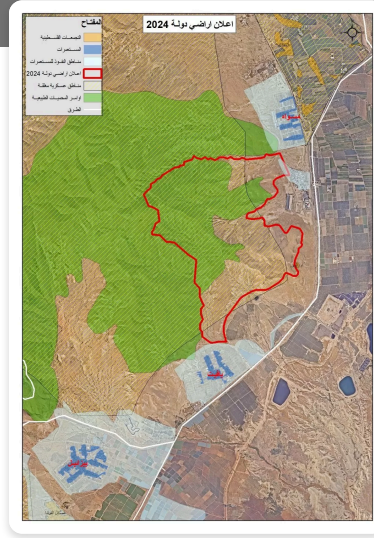 اعلان اراضي دولة 2024
المفتاح
التجمعات الفلسطينية
المستعمرات
مناطق النفوذ للمستعمرات
اعلان اراضي دولة 2024
مناطق عسكرية مغلقة
اوامر المحميات الطبيعية
الطرق